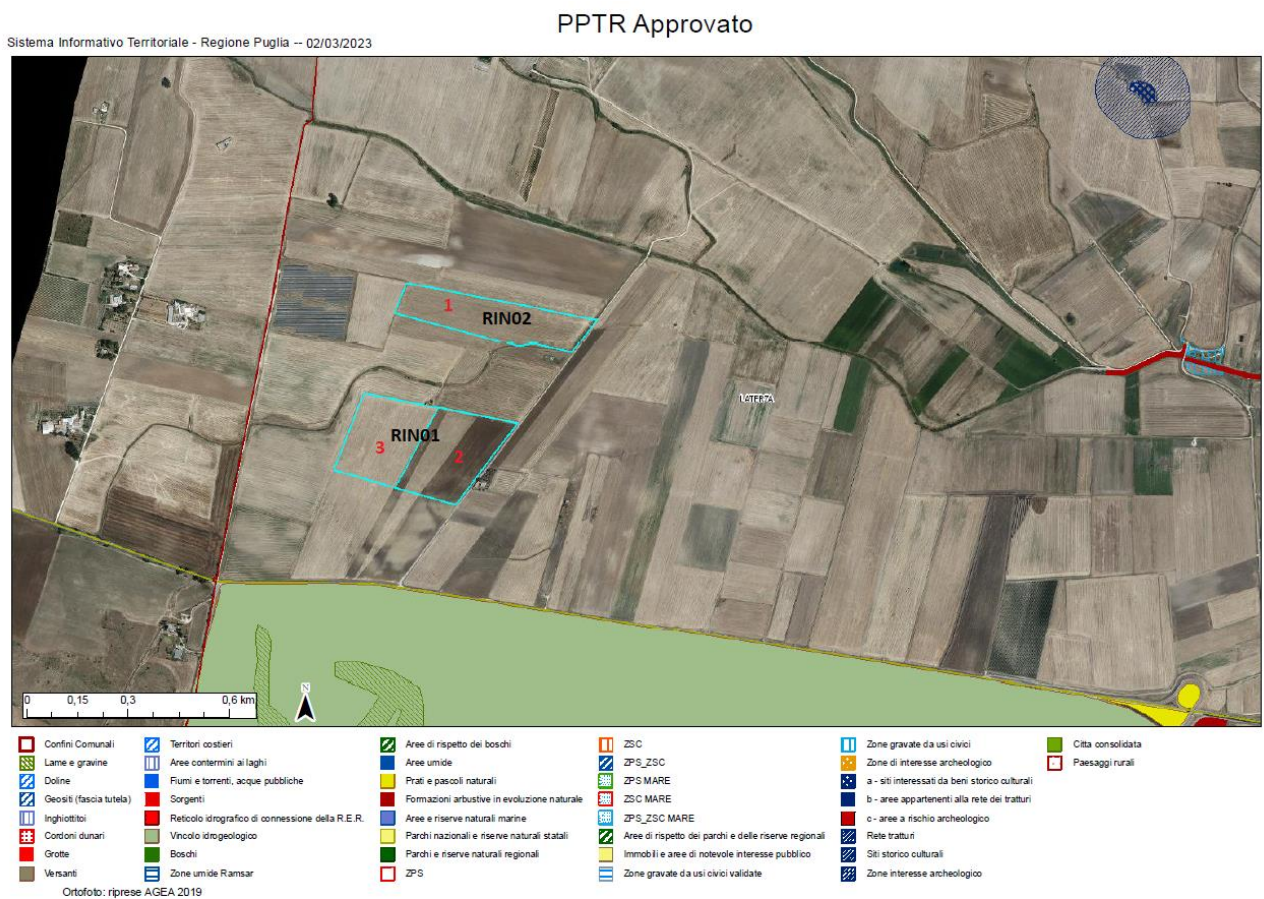 PPTR Approvato
Sistema Informativo Territoriale - Regione Puglia -- 02/03/2023
1
RIN02
LATERZA
RIN01
3
2
0 0,15 0,3 0,6 km
N
Confini Comunali
Lame e gravine
Doline
Geositi (fascia tutela)
Inghiottitoi
Cordoni dunari
Grotte
Versanti
Territori costieri
Aree contermini ai laghi
Fiumi e torrenti, acque pubbliche
Sorgenti
Reticolo idrografico di connessione della R.E.R.
Vincolo idrogeologico
Boschi
Zone umide Ramsar
Aree di rispetto dei boschi
Aree umide
Prati e pascoli naturali
Formazioni arbustive in evoluzione naturale
Aree e riserve naturali marine
Parchi nazionali e riserve naturali statali
Parchi e riserve naturali regionali
ZPS
ZSC
ZPS_ZSC
ZPS MARE
ZSC MARE
ZPS_ZSC MARE
Aree di rispetto dei parchi e delle riserve regionali
Immobili e aree di notevole interesse pubblico
Zone gravate da usi civici validate
Zone gravate da usi civici
Zone di interesse archeologico
a - siti interessati da beni storico culturali
b - aree appartenenti alla rete dei tratturi
c - aree a rischio archeologico
Rete tratturi
Siti storico culturali
Zone interesse archeologico
Citta consolidata
Paesaggi rurali
Ortofoto: riprese AGEA 2019